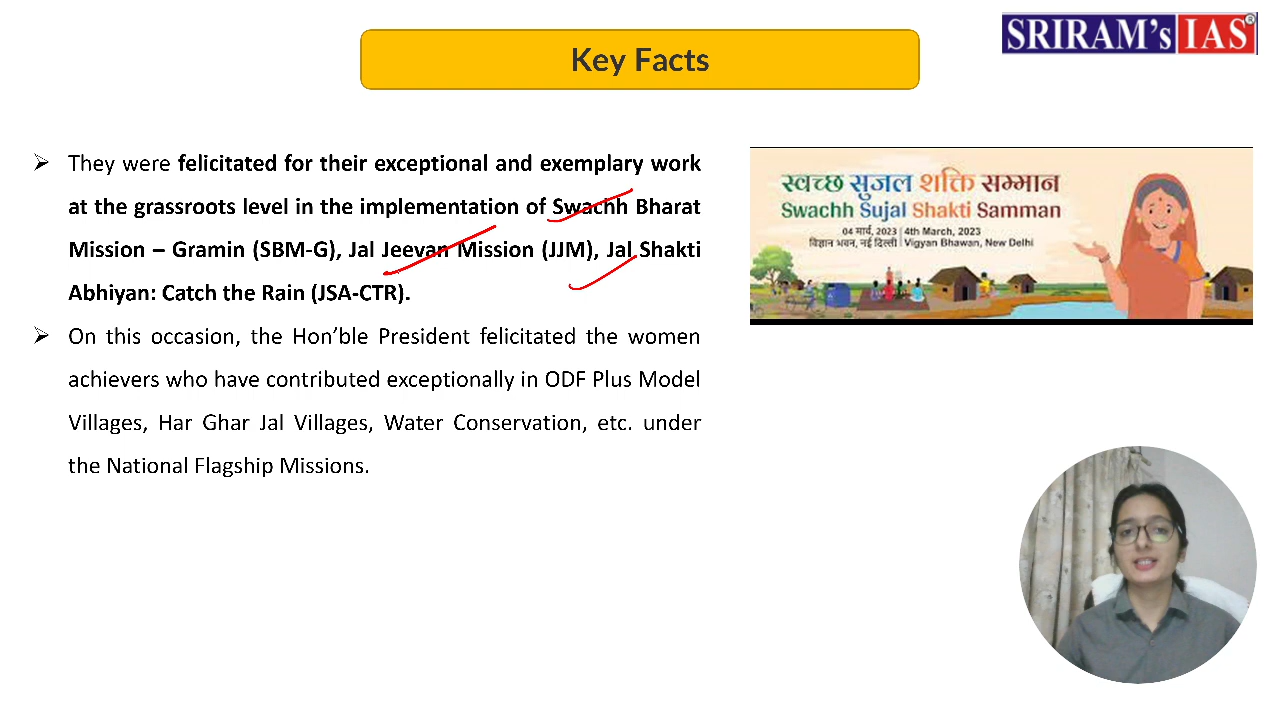 Key Facts
SRIRAM's IAS®
➢ They were felicitated for their exceptional and exemplary work
at the grassroots level in the implementation of Swachh Bharat
Mission – Gramin (SBM-G), Jal Jeevan Mission (JJM), Jal Shakti
Abhiyan: Catch the Rain (JSA-CTR).
➢ On this occasion, the Hon’ble President felicitated the women
achievers who have contributed exceptionally in ODF Plus Model
Villages, Har Ghar Jal Villages, Water Conservation, etc. under
the National Flagship Missions.
स्वच्छ सुजल शक्ति सम्मान
Swachh Sujal Shakti Samman
04 मार्च, 2023 | 4th March, 2023
विज्ञान भवन, नई दिल्ली | Vigyan Bhawan, New Delhi